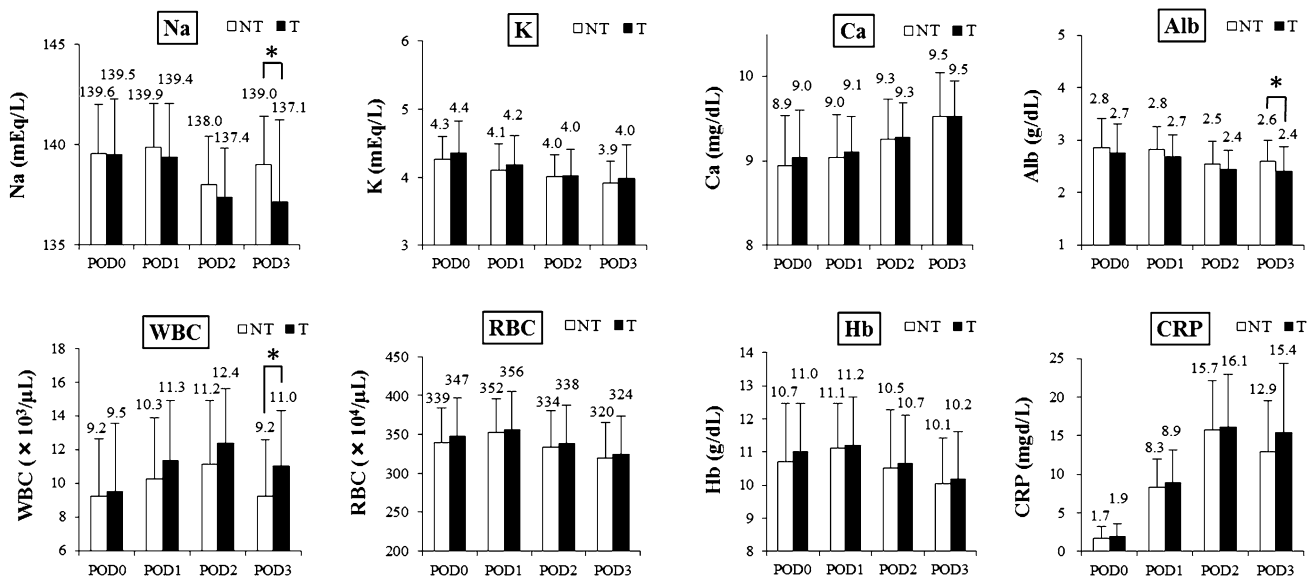 Na
NT T
145
140
135
Na (mEq/L)
139.6 139.5
139.9 139.4
138.0 137.4
139.0 137.1
*
POD0 POD1 POD2 POD3
K
NT T
6
5
4
3
K (mEq/L)
4.3 4.4
4.1 4.2
4.0 4.0
3.9 4.0
POD0 POD1 POD2 POD3
Ca
NT T
10
9
8
Ca (mg/dL)
8.9 9.0
9.0 9.1
9.3 9.3
9.5 9.5
POD0 POD1 POD2 POD3
Alb
NT T
5
4
3
2
1
Alb (g/dL)
2.8 2.7
2.8 2.7
2.5 2.4
2.6 2.4
*
POD0 POD1 POD2 POD3
WBC
NT T
18
16
14
12
10
8
6
WBC (×10³/μL)
9.2 9.5
10.3 11.3
11.2 12.4
9.2 11.0
*
POD0 POD1 POD2 POD3
RBC
NT T
450
400
350
300
250
200
RBC (×10⁴/μL)
339 347
352 356
334 338
320 324
POD0 POD1 POD2 POD3
Hb
NT T
14
13
12
11
10
9
8
Hb (g/dL)
10.7 11.0
11.1 11.2
10.5 10.7
10.1 10.2
POD0 POD1 POD2 POD3
CRP
NT T
25
20
15
10
5
0
CRP (mgd/L)
1.7 1.9
8.3 8.9
15.7 16.1
12.9 15.4
POD0 POD1 POD2 POD3